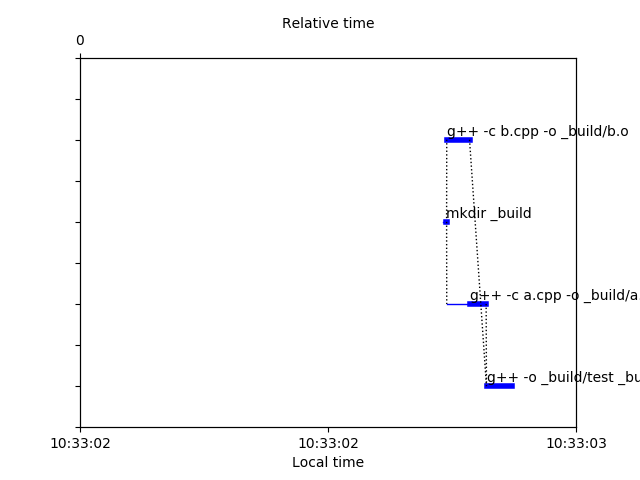 Relative time
0
g++ -c b.cpp -o _build/b.o
mkdir _build
g++ -c a.cpp -o _build/a.
g++ -o _build/test _bu
10:33:02 10:33:02 10:33:03
Local time